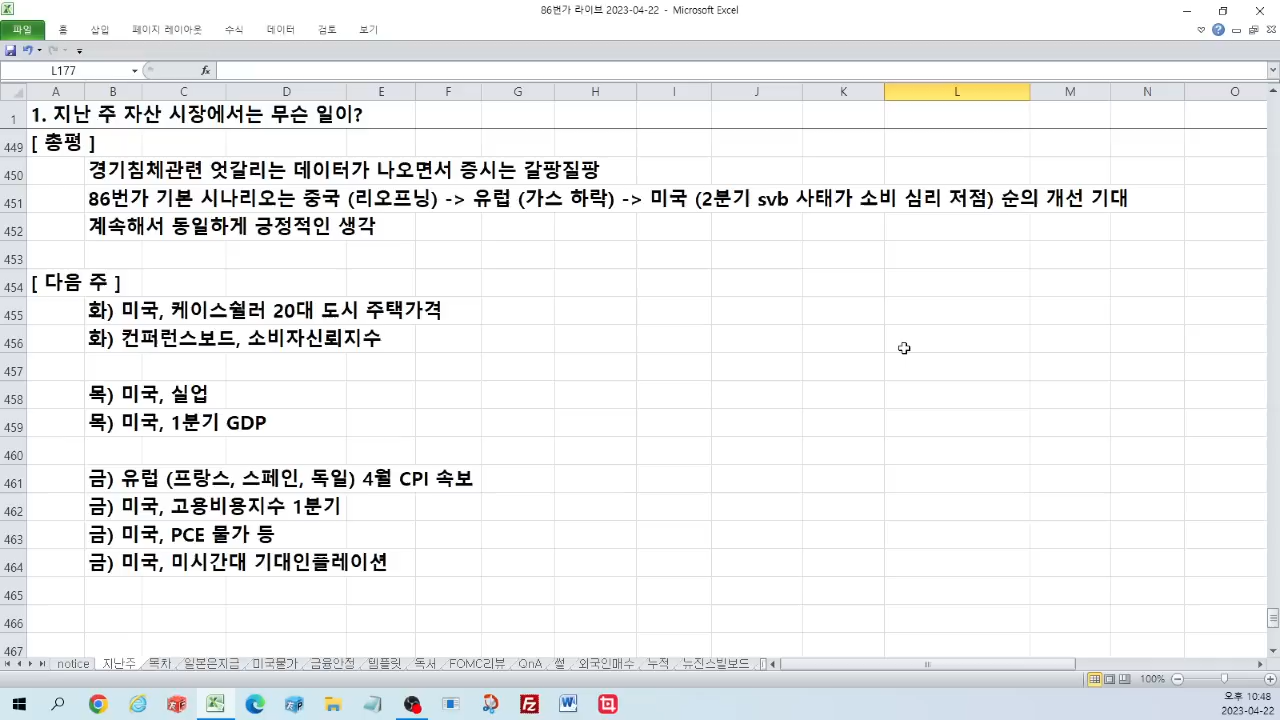 86번가 라이브 2023-04-22 - Microsoft Excel
파일 홈 삽입 페이지 레이아웃 수식 데이터 검토 보기
L177 fx
A B C D E F G H I J K L M N O
1 1. 지난 주 자산 시장에서는 무슨 일이?
449 [ 총평 ]
450 경기침체관련 엇갈리는 데이터가 나오면서 증시는 갈팡질팡
451 86번가 기본 시나리오는 중국 (리오프닝) -> 유럽 (가스 하락) -> 미국 (2분기 svb 사태가 소비 심리 저점) 순의 개선 기대
452 계속해서 동일하게 긍정적인 생각
453
454 [ 다음 주 ]
455 화) 미국, 케이스쉴러 20대 도시 주택가격
456 화) 컨퍼런스보드, 소비자신뢰지수
457
458 목) 미국, 실업
459 목) 미국, 1분기 GDP
460
461 금) 유럽 (프랑스, 스페인, 독일) 4월 CPI 속보
462 금) 미국, 고용비용지수 1분기
463 금) 미국, PCE 물가 등
464 금) 미국, 미시간대 기대인플레이션
465
466
467
notice 지난주 목차 일본은지금 미국물가 금융안정 템플릿 독서 FOMC리뷰 QnA 썰 외국인매수 누적 뉴진스빌보드
100%
오후 10:48
2023-04-22